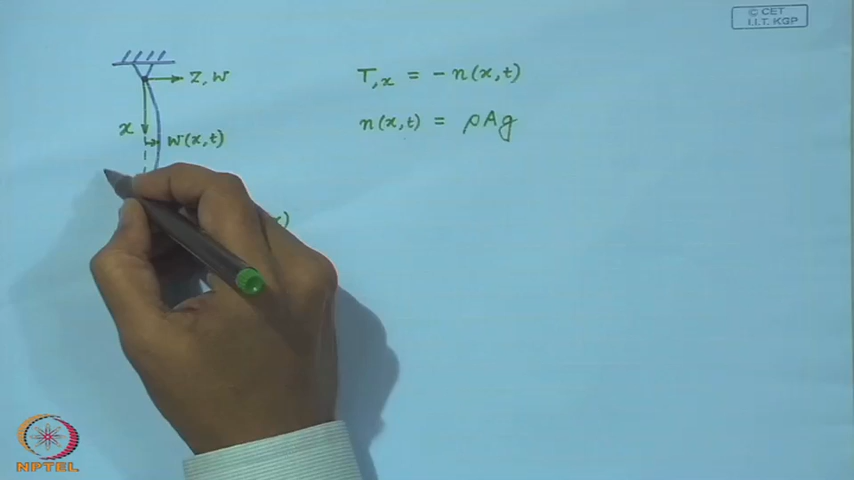 © CET
I.I.T. KGP
Z, w
T,x = - n(x,t)
x
w(x,t)
n(x,t) = ρAg
x)
NPTEL